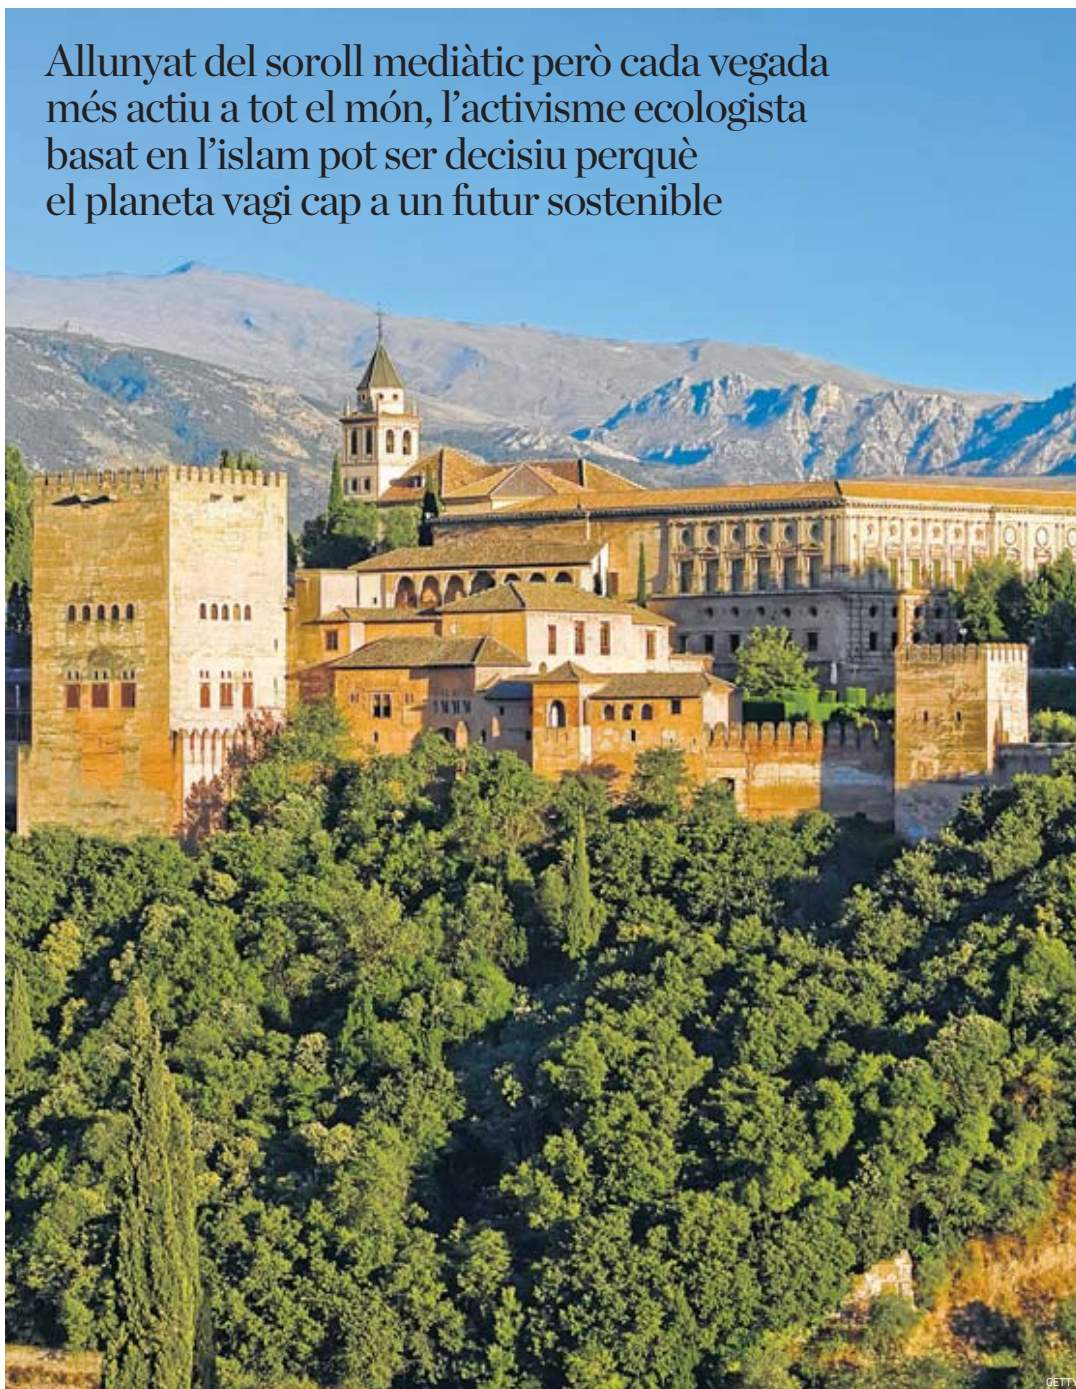 Allunyat del soroll mediàtic però cada vegada
més actiu a tot el món, l’activisme ecologista
basat en l’islam pot ser decisiu perquè
el planeta vagi cap a un futur sostenible
GETTY